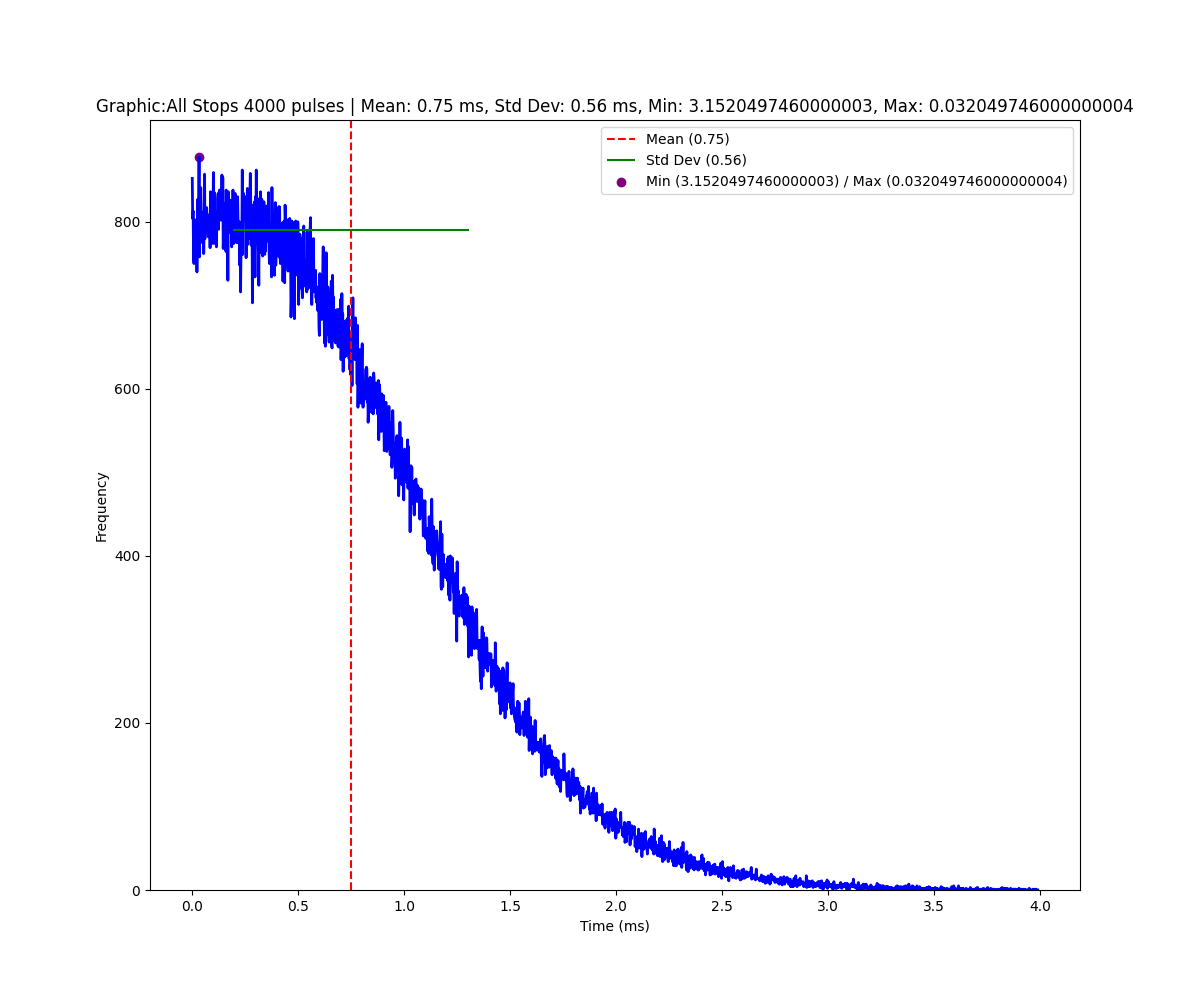 Graphic:All Stops 4000 pulses | Mean: 0.75 ms, Std Dev: 0.56 ms, Min: 3.1520497460000003, Max: 0.032049746000000004
Mean (0.75)
Std Dev (0.56)
Min (3.1520497460000003) / Max (0.032049746000000004)
800
600
400
200
0
Frequency
0.0 0.5 1.0 1.5 2.0 2.5 3.0 3.5 4.0
Time (ms)